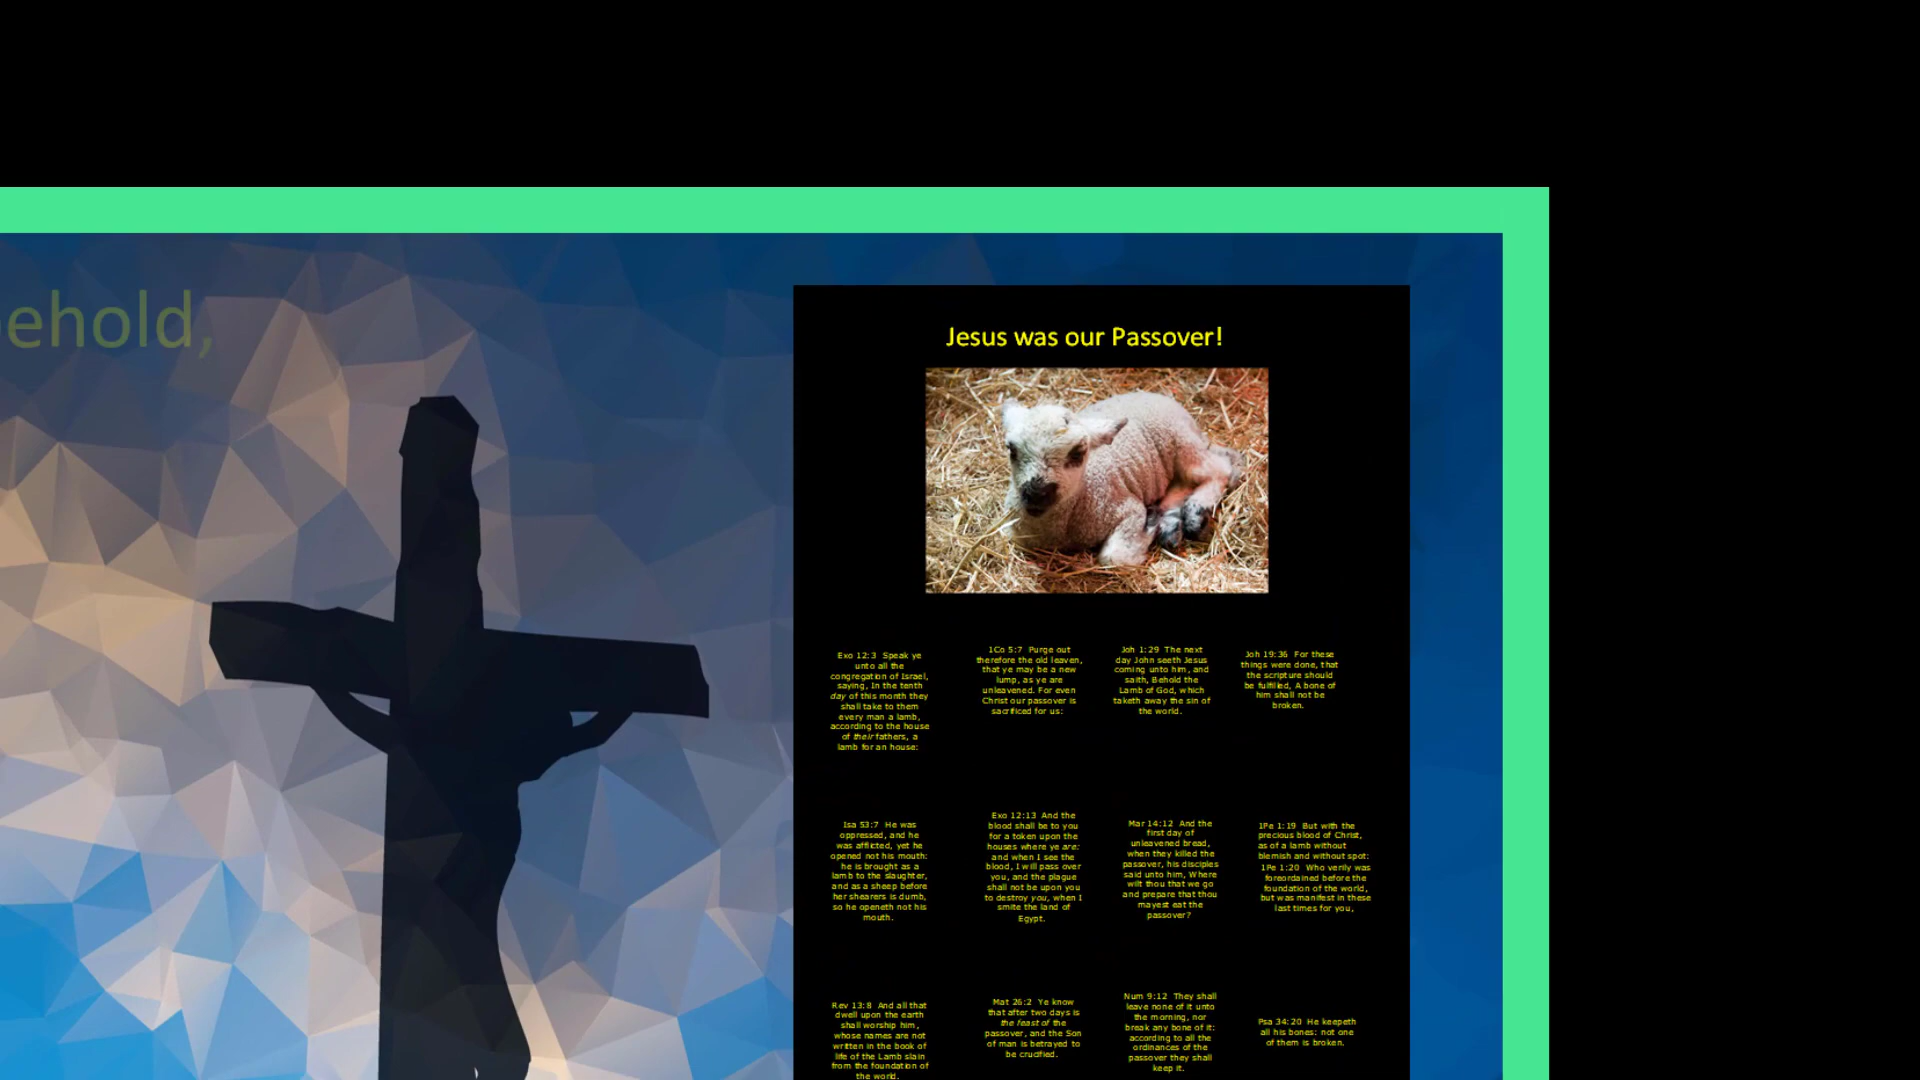 ehold,
Jesus was our Passover!
Exo 12:3 Speak ye
unto all the
congregation of Israel,
saying, In the tenth
day of this month they
shall take to them
every man a lamb,
according to the house
of their fathers, a
lamb for an house:
1Co 5:7 Purge out
therefore the old leaven,
that ye may be a new
lump, as ye are
unleavened. For even
Christ our passover is
sacrificed for us:
Joh 1:29 The next
day John seeth Jesus
coming unto him, and
saith, Behold the
Lamb of God, which
taketh away the sin of
the world.
Joh 19:36 For these
things were done, that
the scripture should
be fulfilled, A bone of
him shall not be
broken.
Isa 53:7 He was
oppressed, and he
was afflicted, yet he
opened not his mouth:
he is brought as a
lamb to the slaughter,
and as a sheep before
her shearers is dumb,
so he openeth not his
mouth.
Exo 12:13 And the
blood shall be to you
for a token upon the
houses where ye are:
and when I see the
blood, I will pass over
you, and the plague
shall not be upon you
to destroy you, when I
smite the land of
Egypt.
Mar 14:12 And the
first day of
unleavened bread,
when they killed the
passover, his disciples
said unto him, Where
wilt thou that we go
and prepare that thou
mayest eat the
passover?
1Pe 1:19 But with the
precious blood of Christ,
as of a lamb without
blemish and without spot:
1Pe 1:20 Who verily was
foreordained before the
foundation of the world,
but was manifest in these
last times for you,
Rev 13:8 And all that
dwell upon the earth
shall worship him,
whose names are not
written in the book of
life of the Lamb slain
from the foundation of
the world.
Mat 26:2 Ye know
that after two days is
the feast of the
passover, and the Son
of man is betrayed to
be crucified.
Num 9:12 They shall
leave none of it unto
the morning, nor
break any bone of it:
according to all the
ordinances of the
passover they shall
keep it.
Psa 34:20 He keepeth
all his bones: not one
of them is broken.